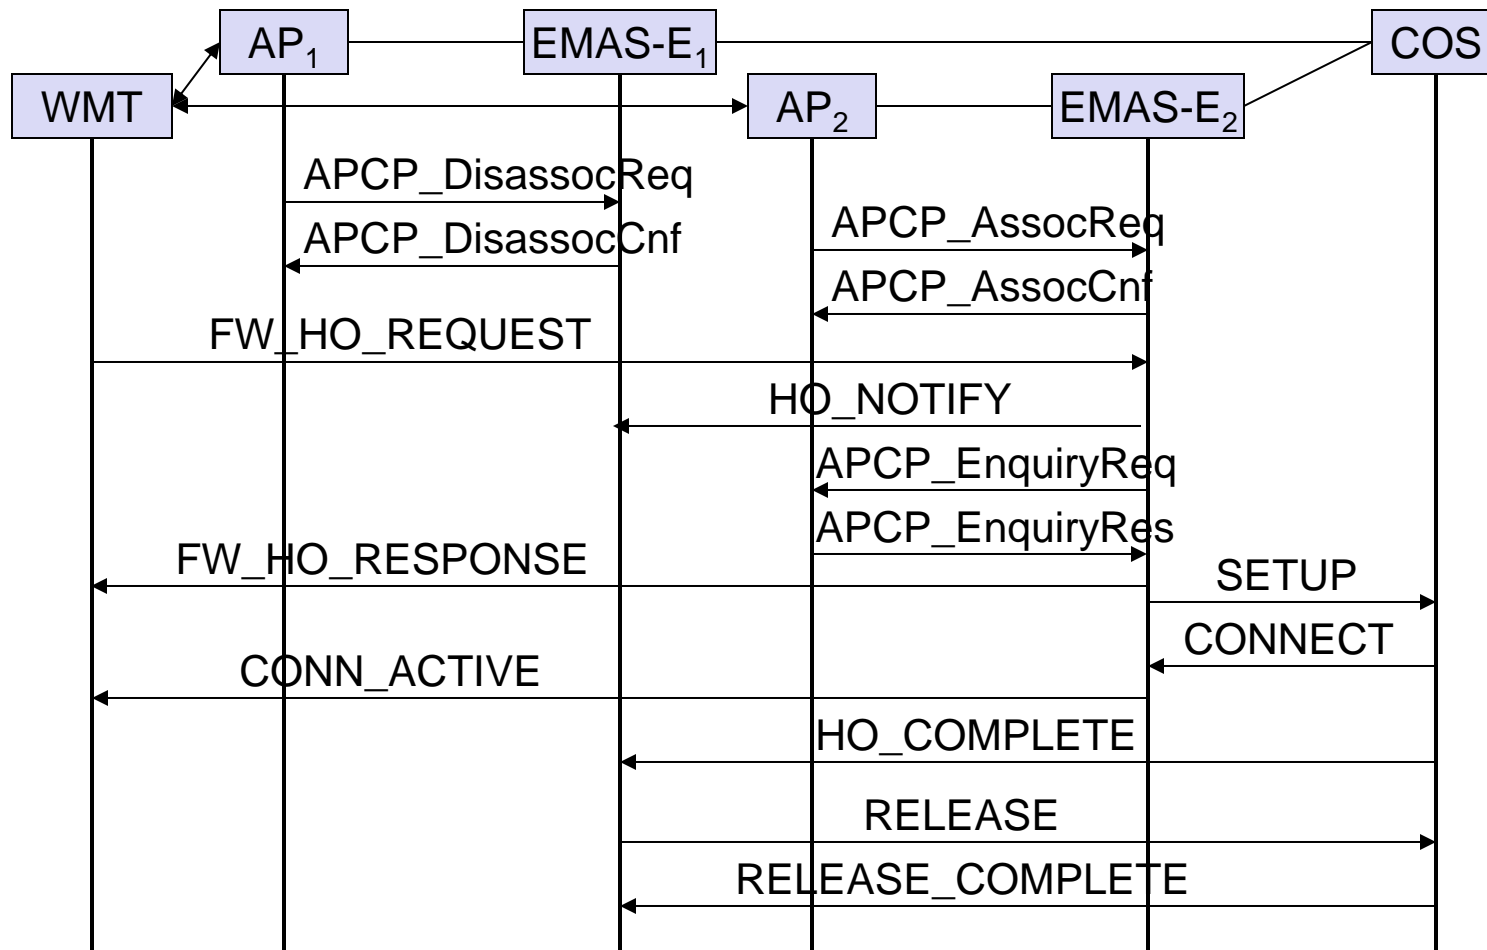 AP1
EMAS-E1
COS
WMT
AP2
EMAS-E2
APCP_DisassocReq
APCP_AssocReq
APCP_DisassocCnf
APCP_AssocCnf
FW_HO_REQUEST
HO_NOTIFY
APCP_EnquiryReq
APCP_EnquiryRes
FW_HO_RESPONSE
SETUP
CONNECT
CONN_ACTIVE
HO_COMPLETE
RELEASE
RELEASE_COMPLETE